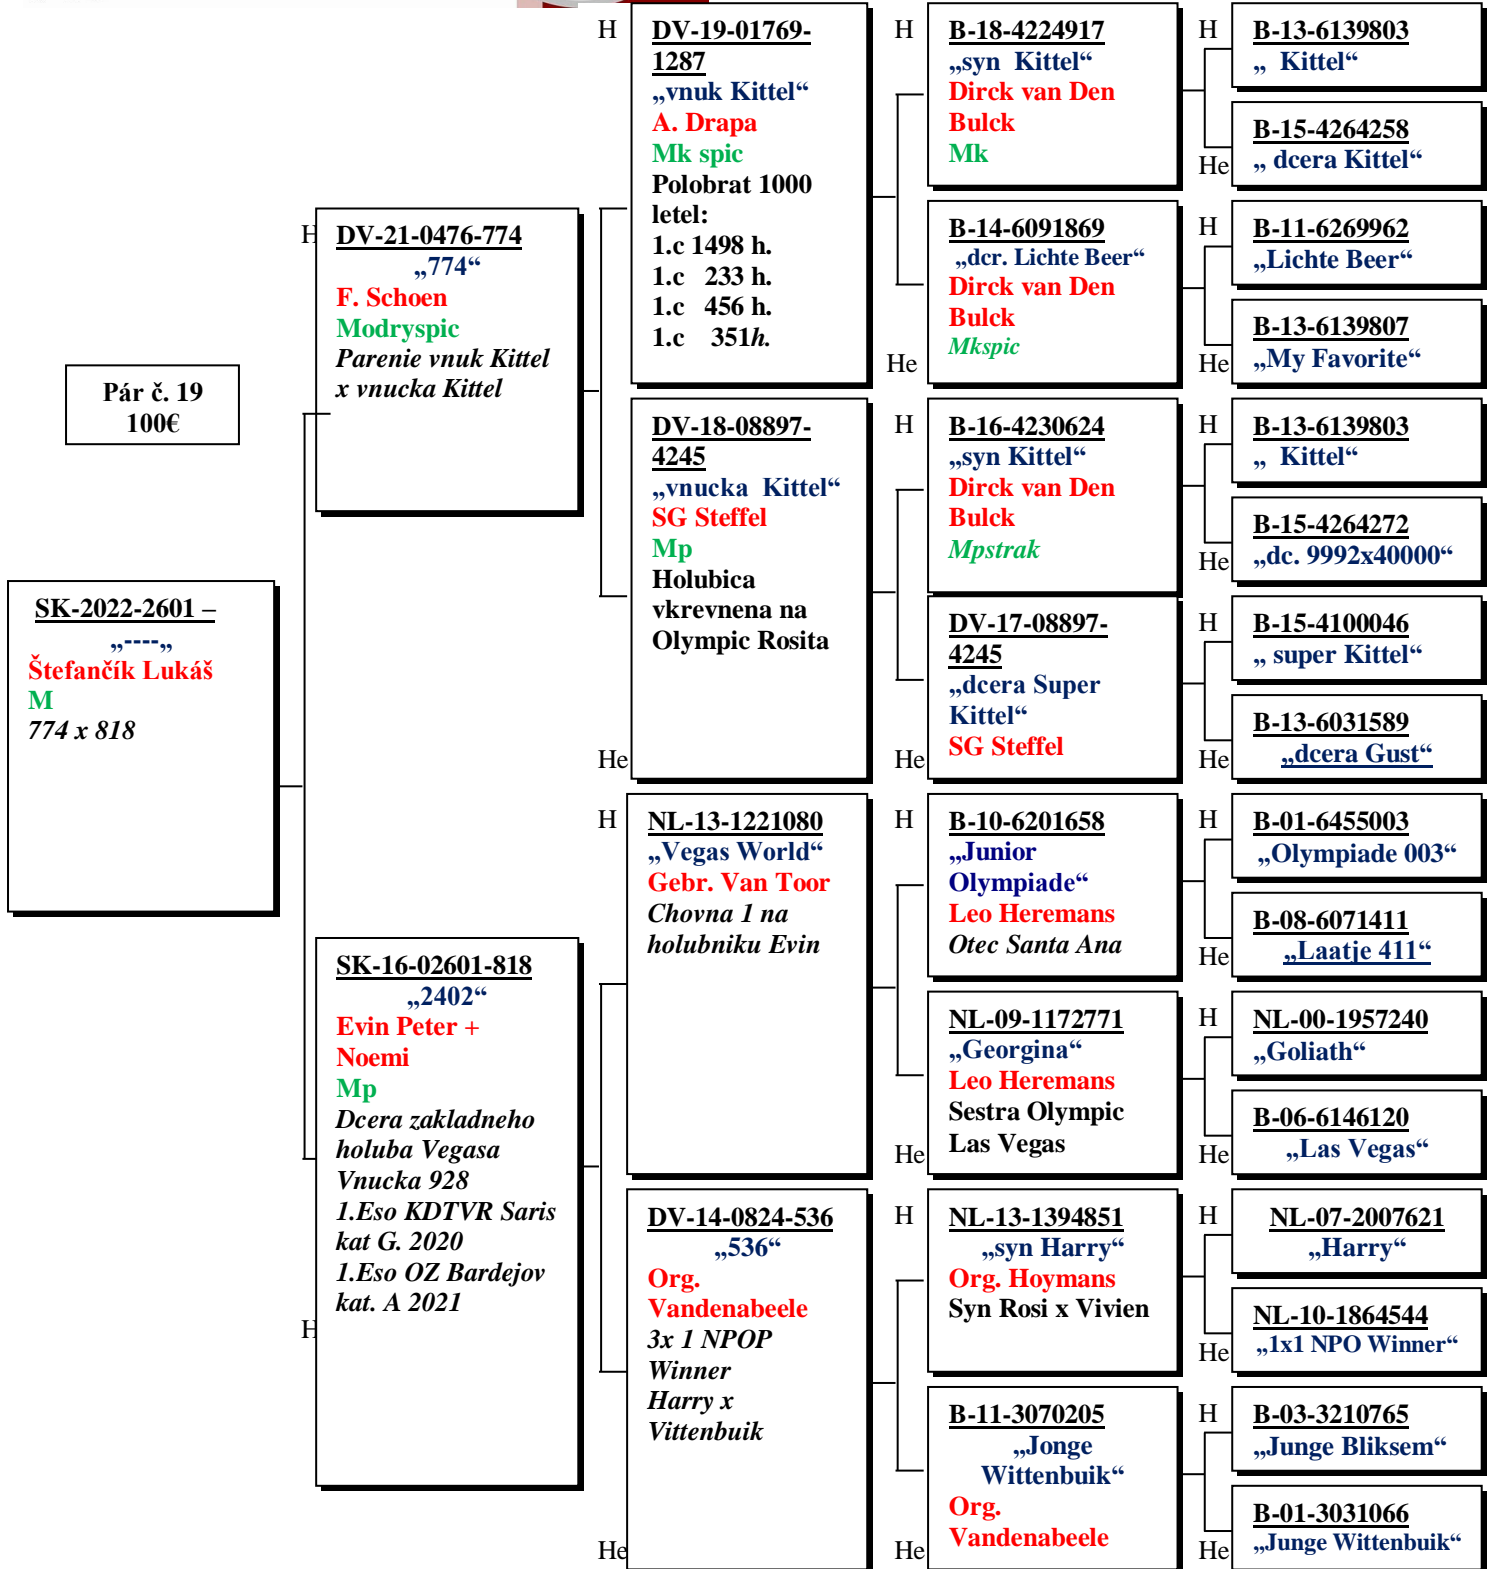 Pár č. 19
100€
SK-2022-2601 –
„----„
Štefančík Lukáš
M
774 x 818
H
DV-21-0476-774
„774“
F. Schoen
Modryspic
Parenie vnuk Kittel
x vnucka Kittel
H
SK-16-02601-818
„2402“
Evin Peter +
Noemi
Mp
Dcera zakladneho
holuba Vegasa
Vnucka 928
1.Eso KDTVR Saris
kat G. 2020
1.Eso OZ Bardejov
kat. A 2021
H
DV-19-01769-
1287
„vnuk Kittel“
A. Drapa
Mk spic
Polobrat 1000
letel:
1.c 1498 h.
1.c 233 h.
1.c 456 h.
1.c 351h.
He
DV-18-08897-
4245
„vnucka Kittel“
SG Steffel
Mp
Holubica
vkrevnena na
Olympic Rosita
H
NL-13-1221080
„Vegas World“
Gebr. Van Toor
Chovna 1 na
holubniku Evin
He
DV-14-0824-536
„536“
Org.
Vandenabeele
3x 1 NPOP
Winner
Harry x
Vittenbuik
H
B-18-4224917
„syn Kittel“
Dirck van Den
Bulck
Mk
He
B-14-6091869
„dcr. Lichte Beer“
Dirck van Den
Bulck
Mkspic
H
B-16-4230624
„syn Kittel“
Dirck van Den
Bulck
Mpstrak
He
DV-17-08897-
4245
„dcera Super
Kittel“
SG Steffel
H
B-10-6201658
„Junior
Olympiade“
Leo Heremans
Otec Santa Ana
He
NL-09-1172771
„Georgina“
Leo Heremans
Sestra Olympic
Las Vegas
H
NL-13-1394851
„syn Harry“
Org. Hoymans
Syn Rosi x Vivien
He
B-11-3070205
„Jonge
Wittenbuik“
Org.
Vandenabeele
H
B-13-6139803
„ Kittel“
He
B-15-4264258
„ dcera Kittel“
H
B-11-6269962
„Lichte Beer“
He
B-13-6139807
„My Favorite“
H
B-13-6139803
„ Kittel“
He
B-15-4264272
„dc. 9992x40000“
H
B-15-4100046
„ super Kittel“
He
B-13-6031589
„dcera Gust“
H
B-01-6455003
„Olympiade 003“
He
B-08-6071411
„Laatje 411“
H
NL-00-1957240
„Goliath“
He
B-06-6146120
„Las Vegas“
H
NL-07-2007621
„Harry“
He
NL-10-1864544
„1x1 NPO Winner“
H
B-03-3210765
„Junge Bliksem“
He
B-01-3031066
„Junge Wittenbuik“